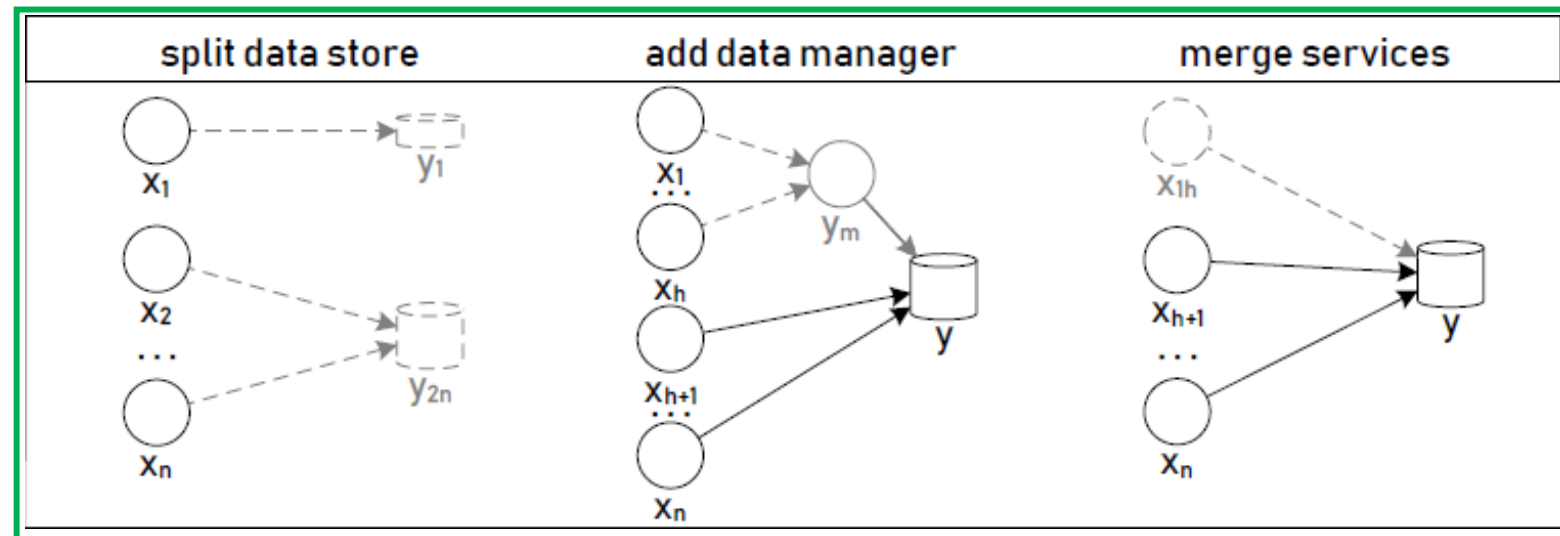 split data store
add data manager
merge services
x₁
y₁
x₂
...
xₙ
y₂ₙ
x₁
...
xₕ
yₘ
xₕ₊₁
...
xₙ
y
x₁ₕ
xₕ₊₁
...
xₙ
y